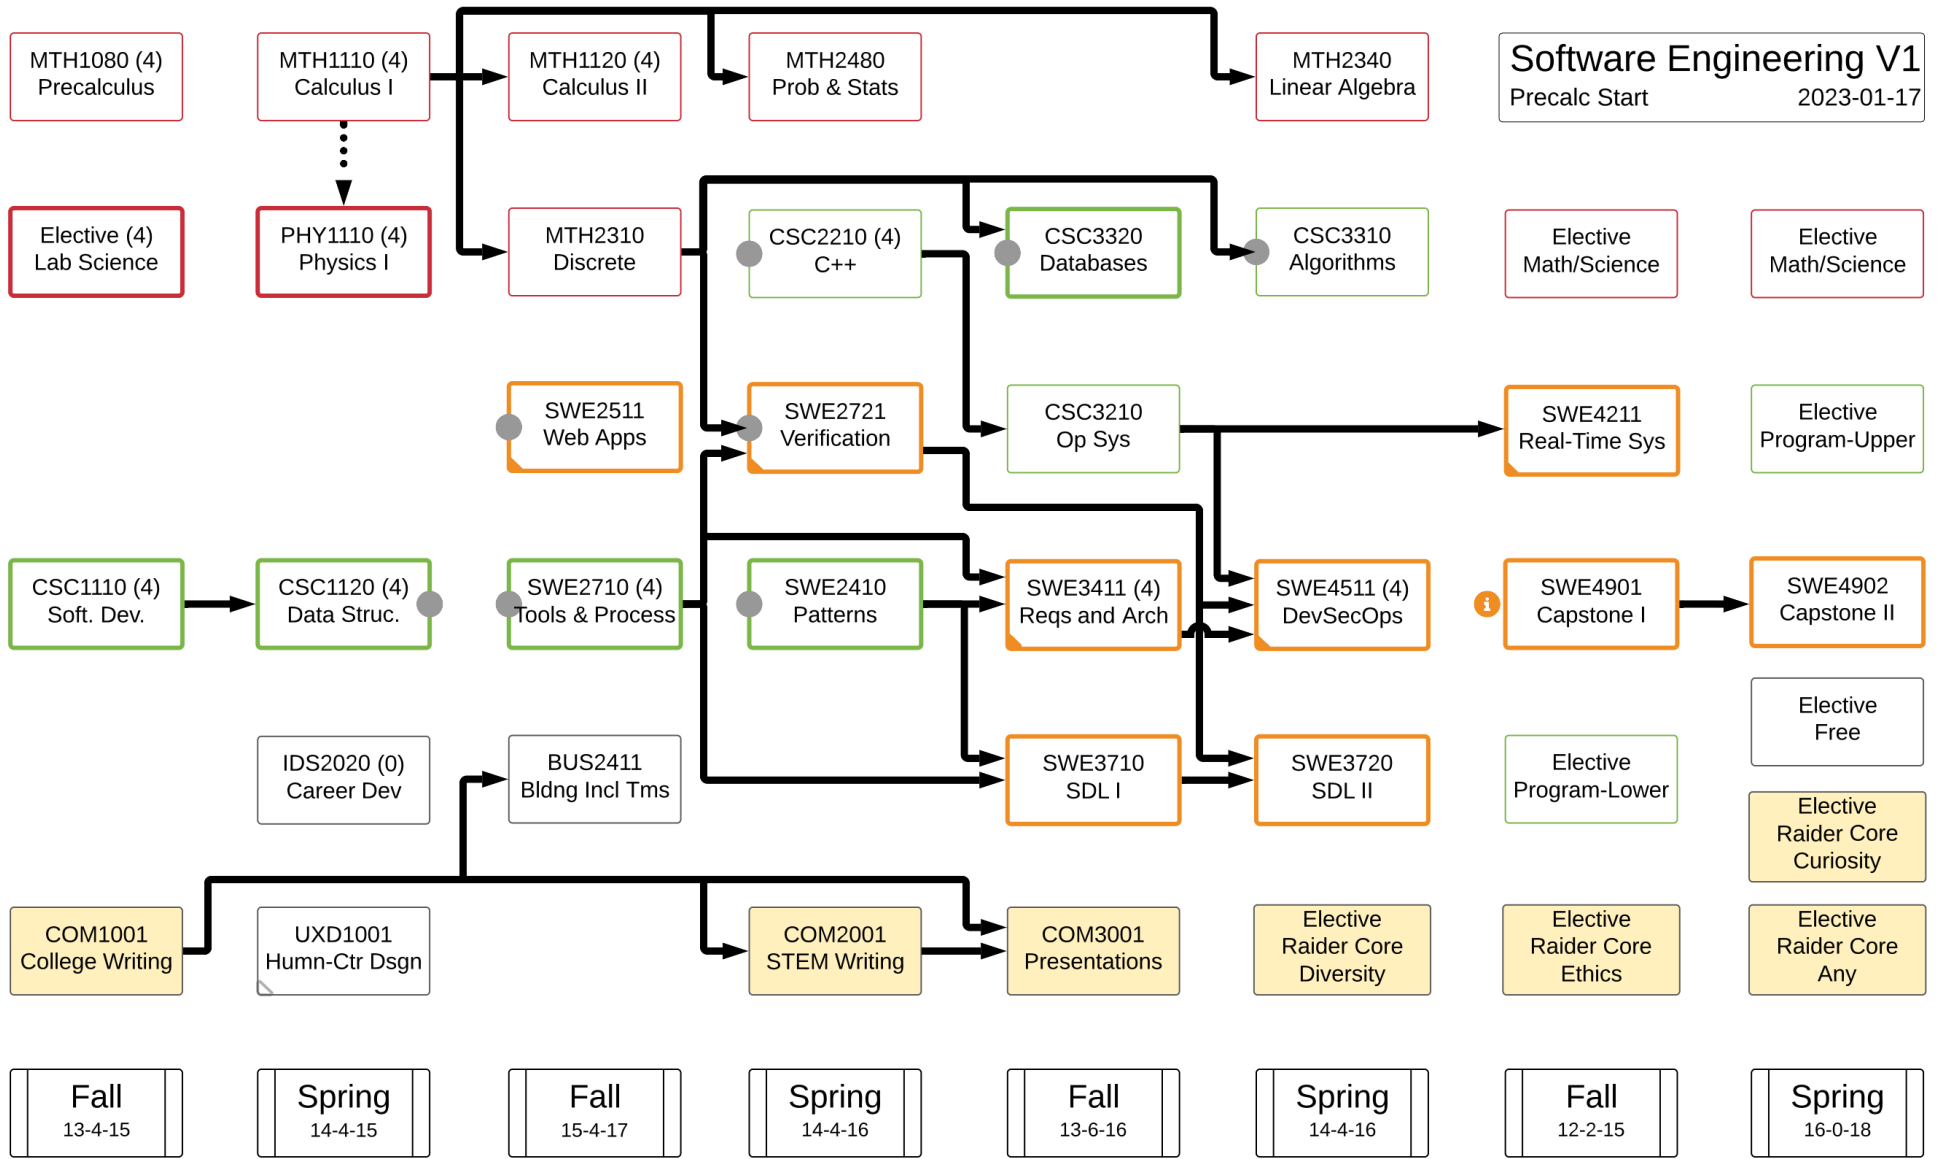 MTH1080 (4)
Precalculus
MTH1110 (4)
Calculus I
MTH1120 (4)
Calculus II
MTH2480
Prob & Stats
MTH2340
Linear Algebra
Software Engineering V1
Precalc Start 2023-01-17
Elective (4)
Lab Science
PHY1110 (4)
Physics I
MTH2310
Discrete
CSC2210 (4)
C++
CSC3320
Databases
CSC3310
Algorithms
Elective
Math/Science
Elective
Math/Science
SWE2511
Web Apps
SWE2721
Verification
CSC3210
Op Sys
SWE4211
Real-Time Sys
Elective
Program-Upper
CSC1110 (4)
Soft. Dev.
CSC1120 (4)
Data Struc.
SWE2710 (4)
Tools & Process
SWE2410
Patterns
SWE3411 (4)
Reqs and Arch
SWE4511 (4)
DevSecOps
i
SWE4901
Capstone I
SWE4902
Capstone II
Elective
Free
IDS2020 (0)
Career Dev
BUS2411
Bldng Incl Tms
SWE3710
SDL I
SWE3720
SDL II
Elective
Program-Lower
Elective
Raider Core
Curiosity
COM1001
College Writing
UXD1001
Humn-Ctr Dsgn
COM2001
STEM Writing
COM3001
Presentations
Elective
Raider Core
Diversity
Elective
Raider Core
Ethics
Elective
Raider Core
Any
Fall
13-4-15
Spring
14-4-15
Fall
15-4-17
Spring
14-4-16
Fall
13-6-16
Spring
14-4-16
Fall
12-2-15
Spring
16-0-18